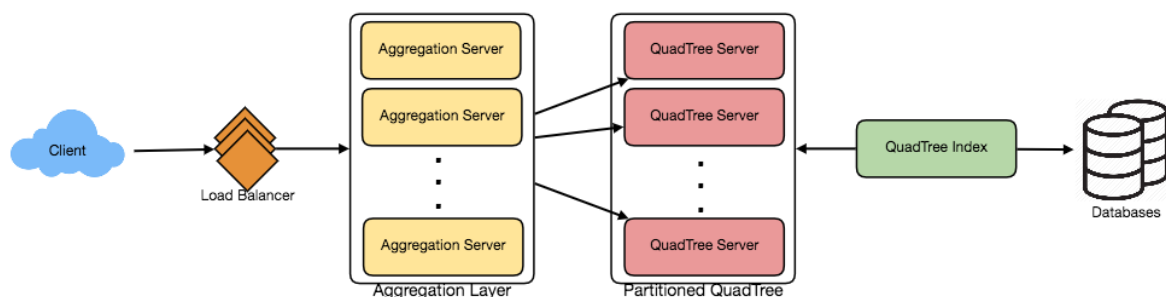 Client
Load Balancer
Aggregation Server
Aggregation Server
Aggregation Server
Aggregation Layer
QuadTree Server
QuadTree Server
QuadTree Server
Partitioned QuadTree
QuadTree Index
Databases